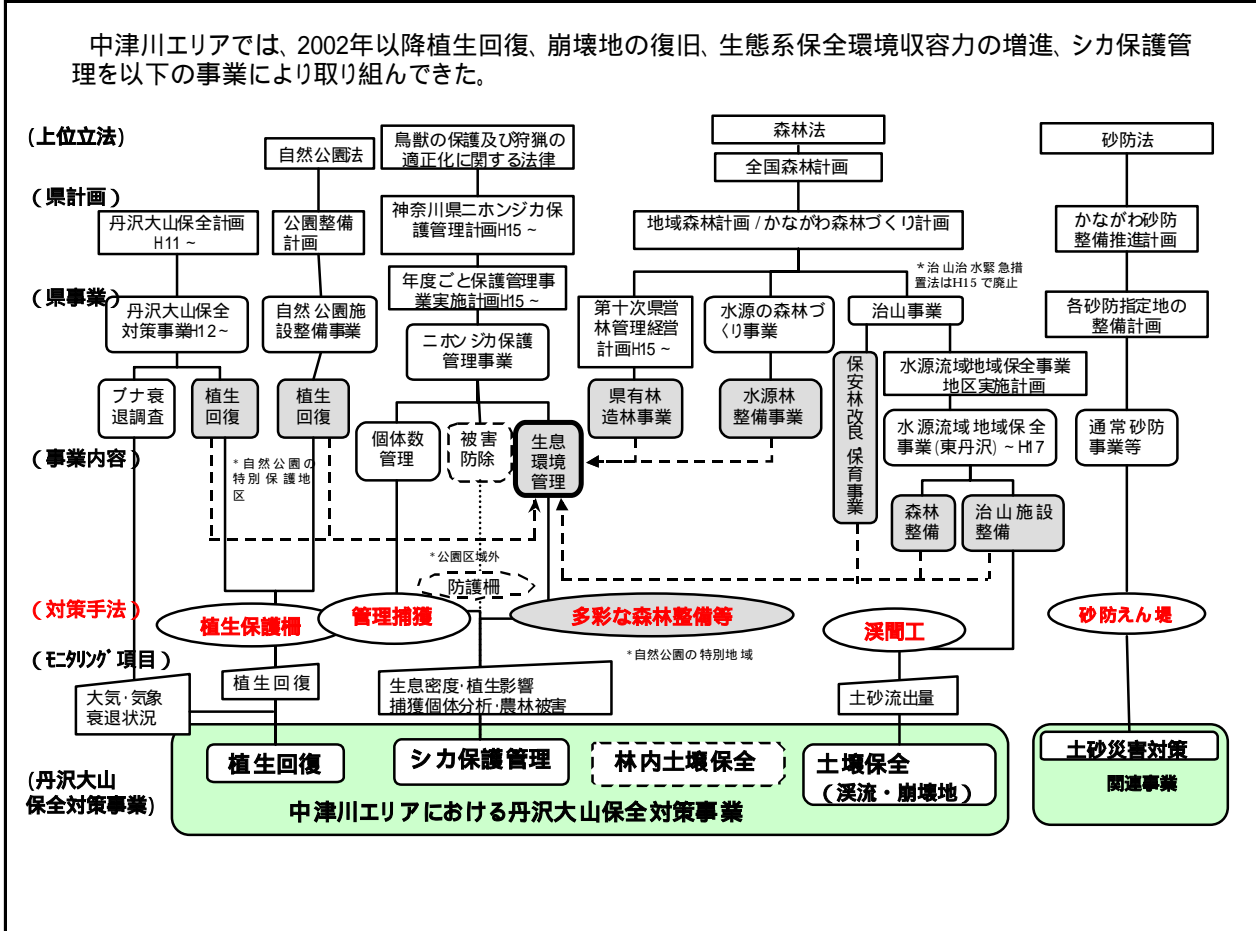 中津川エリアでは、2002年以降植生回復、崩壊地の復旧、生態系保全環境収容力の増進、シカ保護管
理を以下の事業により取り組んできた。
(上位立法)
自然公園法
鳥獣の保護及び狩猟の
適正化に関する法律
森林法
全国森林計画
砂防法
(県計画)
丹沢大山保全計画
H11~
公園整備
計画
神奈川県ニホンジカ保
護管理計画H15~
地域森林計画/かながわ森林づくり計画
かながわ砂防
整備推進計画
年度ごと保護管理事
業実施計画H15~
*治山治水緊急措
置法はH15で廃止
(県事業)
丹沢大山保全
対策事業H12~
自然公園施
設整備事業
ニホンジカ保護
管理事業
第十次県営
林管理経営
計画H15~
水源の森林づ
くり事業
治山事業
各砂防指定地の
整備計画
水源流域地域保全事業
地区実施計画
ブナ衰
退調査
植生
回復
植生
回復
県有林
造林事業
水源林
整備事業
保安林改良・保育事業
(事業内容)
個体数
管理
被害
防除
生息
環境
管理
水源流域地域保全
事業(東丹沢)~H17
通常砂防
事業等
*自然公園の
特別保護地
区
森林
整備
治山施設
整備
*公園区域外
防護柵
(対策手法)
植生保護柵
管理捕獲
多彩な森林整備等
渓間工
砂防えん堤
*自然公園の特別地域
(モニタリング項目)
大気・気象
衰退状況
植生回復
生息密度・植生影響
捕獲個体分析・農林被害
土砂流出量
(丹沢大山
保全対策事業)
植生回復
シカ保護管理
林内土壌保全
土壌保全
(渓流・崩壊地)
土砂災害対策
関連事業
中津川エリアにおける丹沢大山保全対策事業